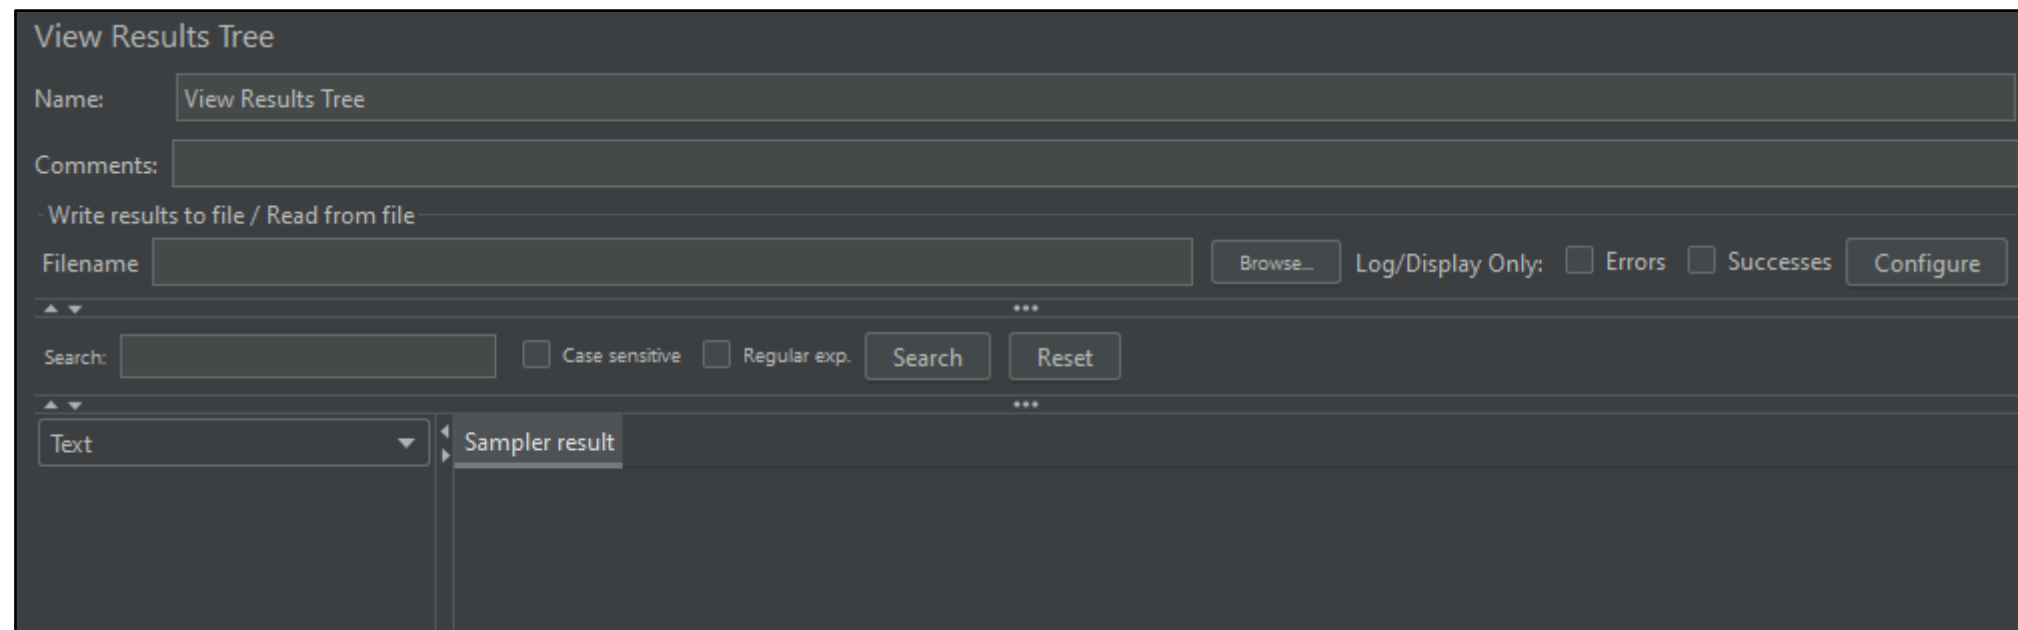 View Results Tree
Name: View Results Tree
Comments:
Write results to file / Read from file
Filename Browse... Log/Display Only: Errors Successes Configure
Search: Case sensitive Regular exp. Search Reset
Text Sampler result